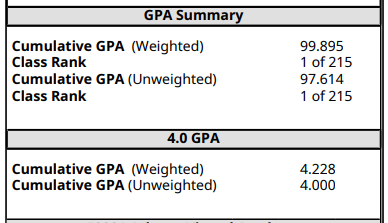 GPA Summary
Cumulative GPA (Weighted) 99.895
Class Rank 1 of 215
Cumulative GPA (Unweighted) 97.614
Class Rank 1 of 215
4.0 GPA
Cumulative GPA (Weighted) 4.228
Cumulative GPA (Unweighted) 4.000